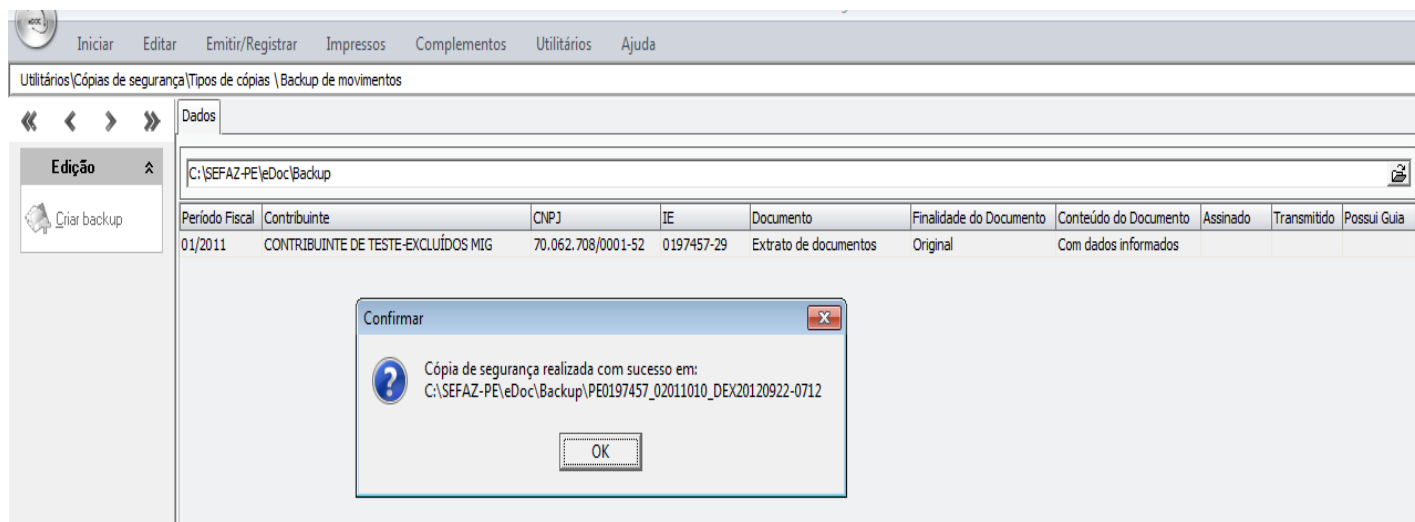 eDOC
Iniciar Editar Emitir/Registrar Impressos Complementos Utilitários Ajuda
Utilitários\Cópias de segurança\Tipos de cópias \ Backup de movimentos
Dados
Edição
C:\SEFAZ-PE\eDoc\Backup
Criar backup
Período Fiscal Contribuinte CNPJ IE Documento Finalidade do Documento Conteúdo do Documento Assinado Transmitido Possui Guia
01/2011 CONTRIBUINTE DE TESTE-EXCLUÍDOS MIG 70.062.708/0001-52 0197457-29 Extrato de documentos Original Com dados informados
Confirmar
Cópia de segurança realizada com sucesso em:
C:\SEFAZ-PE\eDoc\Backup\PE0197457_02011010_DEX20120922-0712
OK